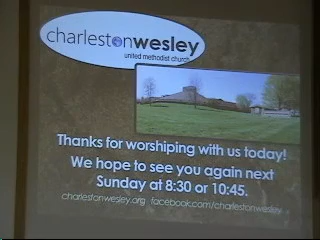 charlestonwesley
united methodist church
Thanks for worshiping with us today!
We hope to see you again next
Sunday at 8:30 or 10:45.
charlestonwesley.org facebook.com/charlestonwesley